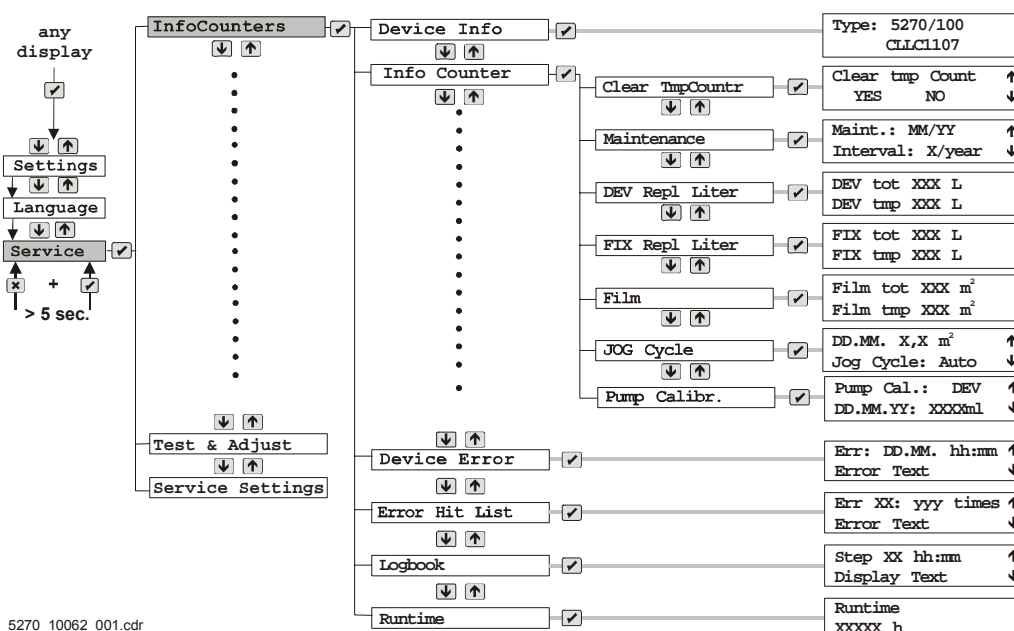 any
display
Settings
Language
Service
+
> 5 sec.
InfoCounters
Test & Adjust
Service Settings
Device Info
Info Counter
Device Error
Error Hit List
Logbook
Runtime
Clear TmpCountr
Maintenance
DEV Repl Liter
FIX Repl Liter
Film
JOG Cycle
Pump Calibr.
Type: 5270/100
CLLC1107
Clear tmp Count
YES NO
Maint.: MM/YY
Interval: X/year
DEV tot XXX L
DEV tmp XXX L
FIX tot XXX L
FIX tmp XXX L
Film tot XXX m²
Film tmp XXX m²
DD.MM. X,X m²
Jog Cycle: Auto
Pump Cal.: DEV
DD.MM.YY: XXXXml
Err: DD.MM. hh:mm
Error Text
Err XX: yyy times
Error Text
Step XX hh:mm
Display Text
Runtime
XXXXX h
5270_10062_001.cdr